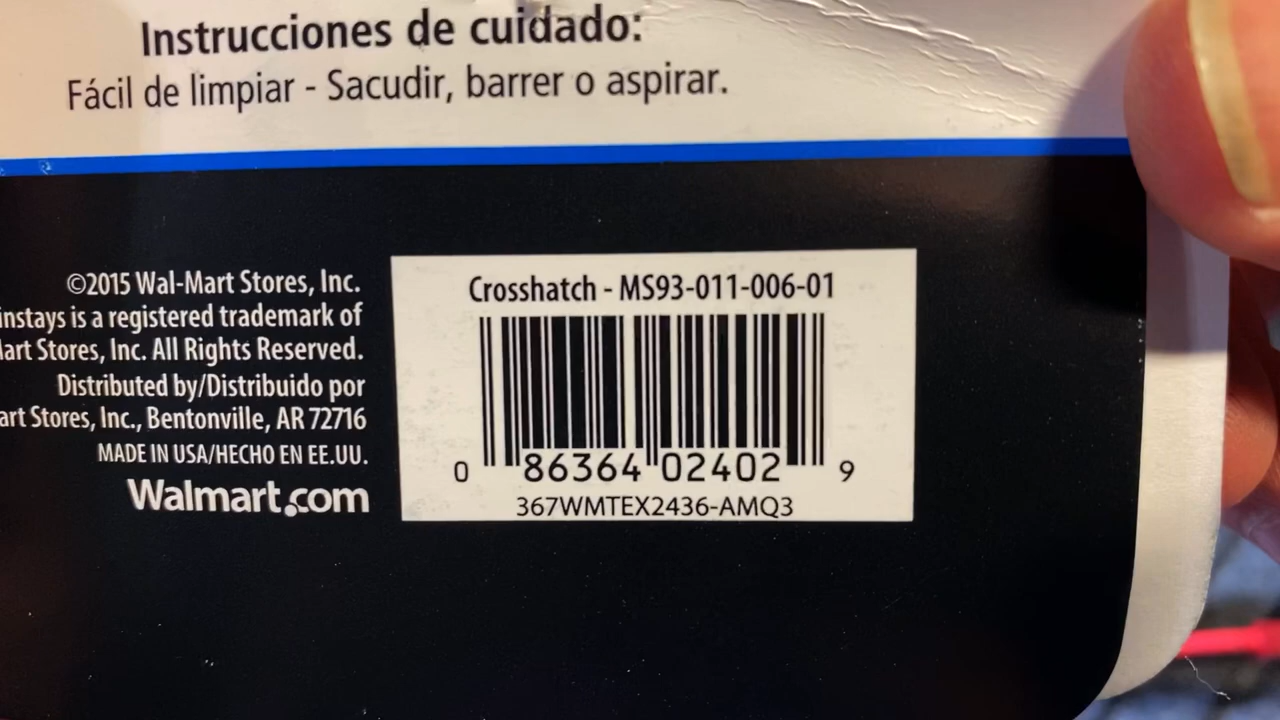 Instrucciones de cuidado:
Fácil de limpiar - Sacudir, barrer o aspirar.
©2015 Wal-Mart Stores, Inc.
instays is a registered trademark of
art Stores, Inc. All Rights Reserved.
Distributed by/Distribuido por
art Stores, Inc., Bentonville, AR 72716
MADE IN USA/HECHO EN EE.UU.
Walmart.com
Crosshatch - MS93-011-006-01
0 86364 02402 9
367WMTEX2436-AMQ3